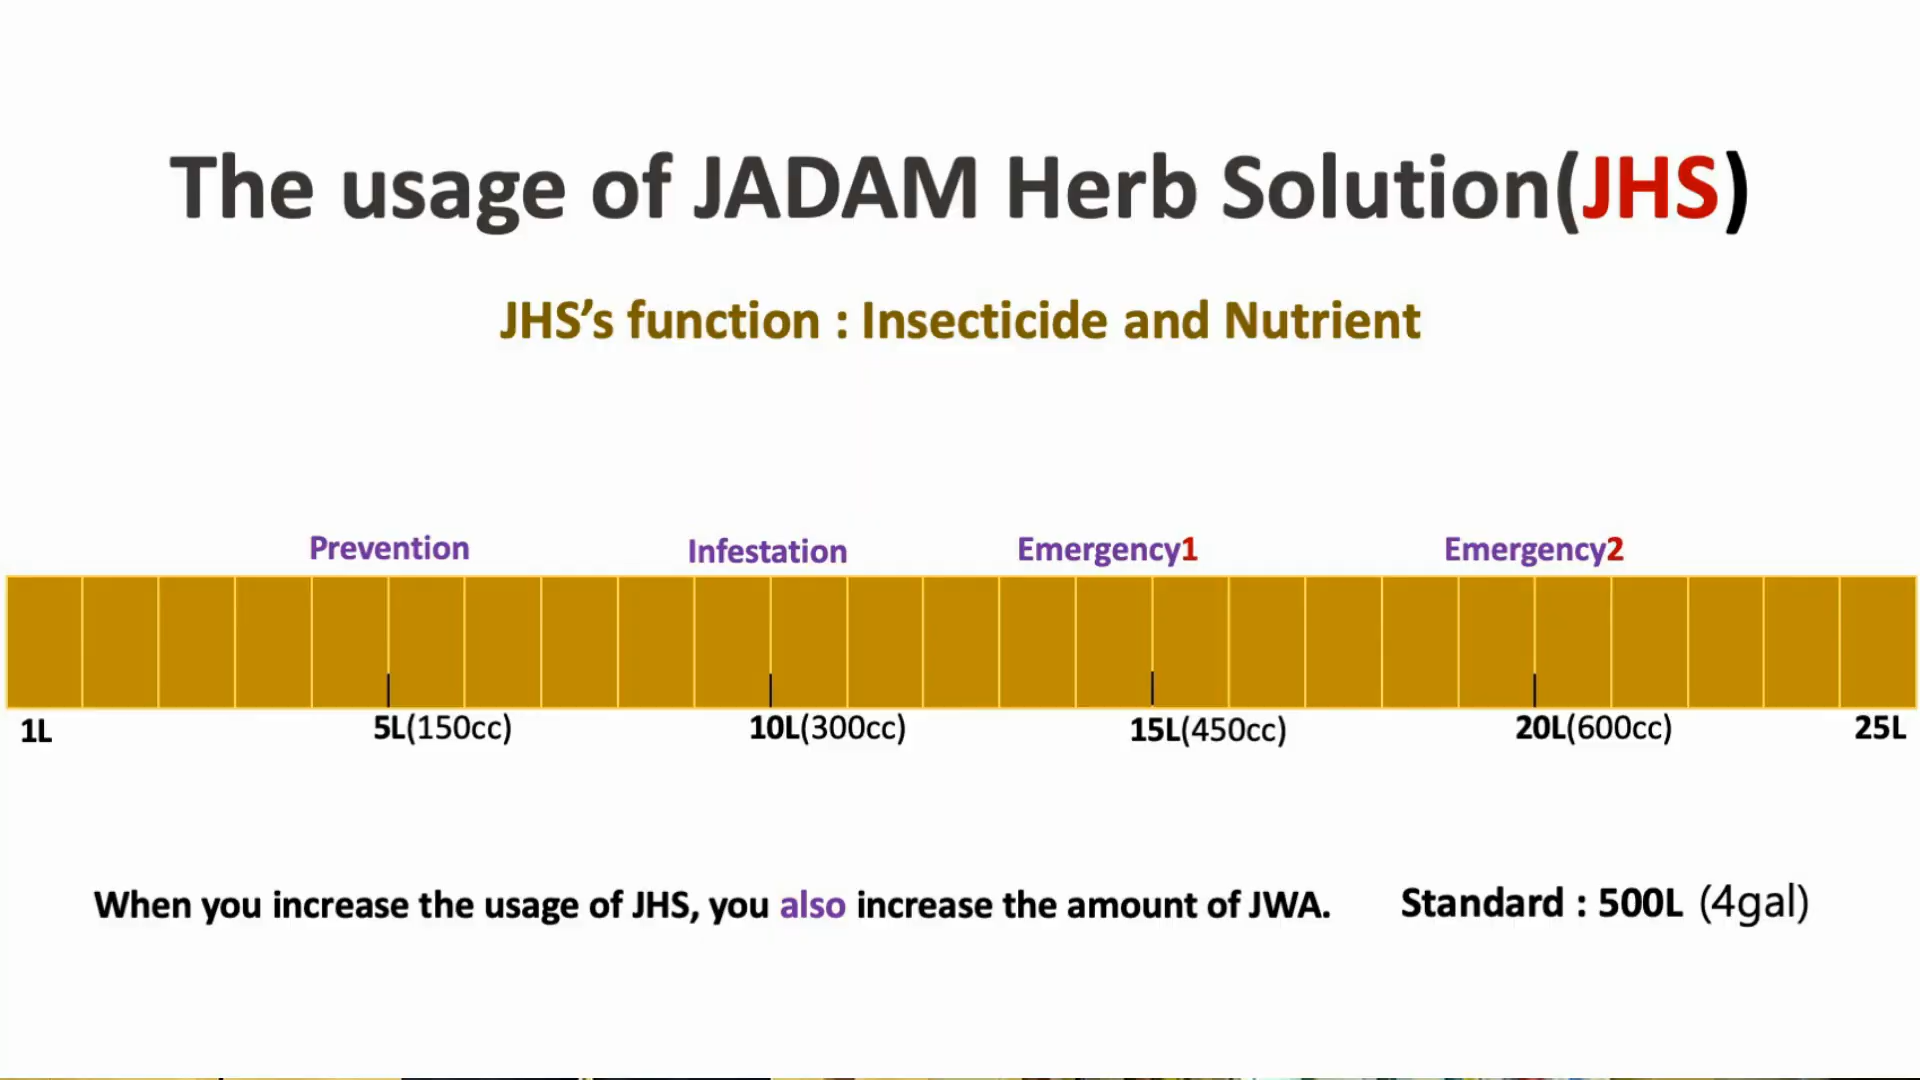 The usage of JADAM Herb Solution(JHS)
JHS’s function : Insecticide and Nutrient
Prevention Infestation Emergency1 Emergency2
1L 5L(150cc) 10L(300cc) 15L(450cc) 20L(600cc) 25L
When you increase the usage of JHS, you also increase the amount of JWA. Standard : 500L (4gal)